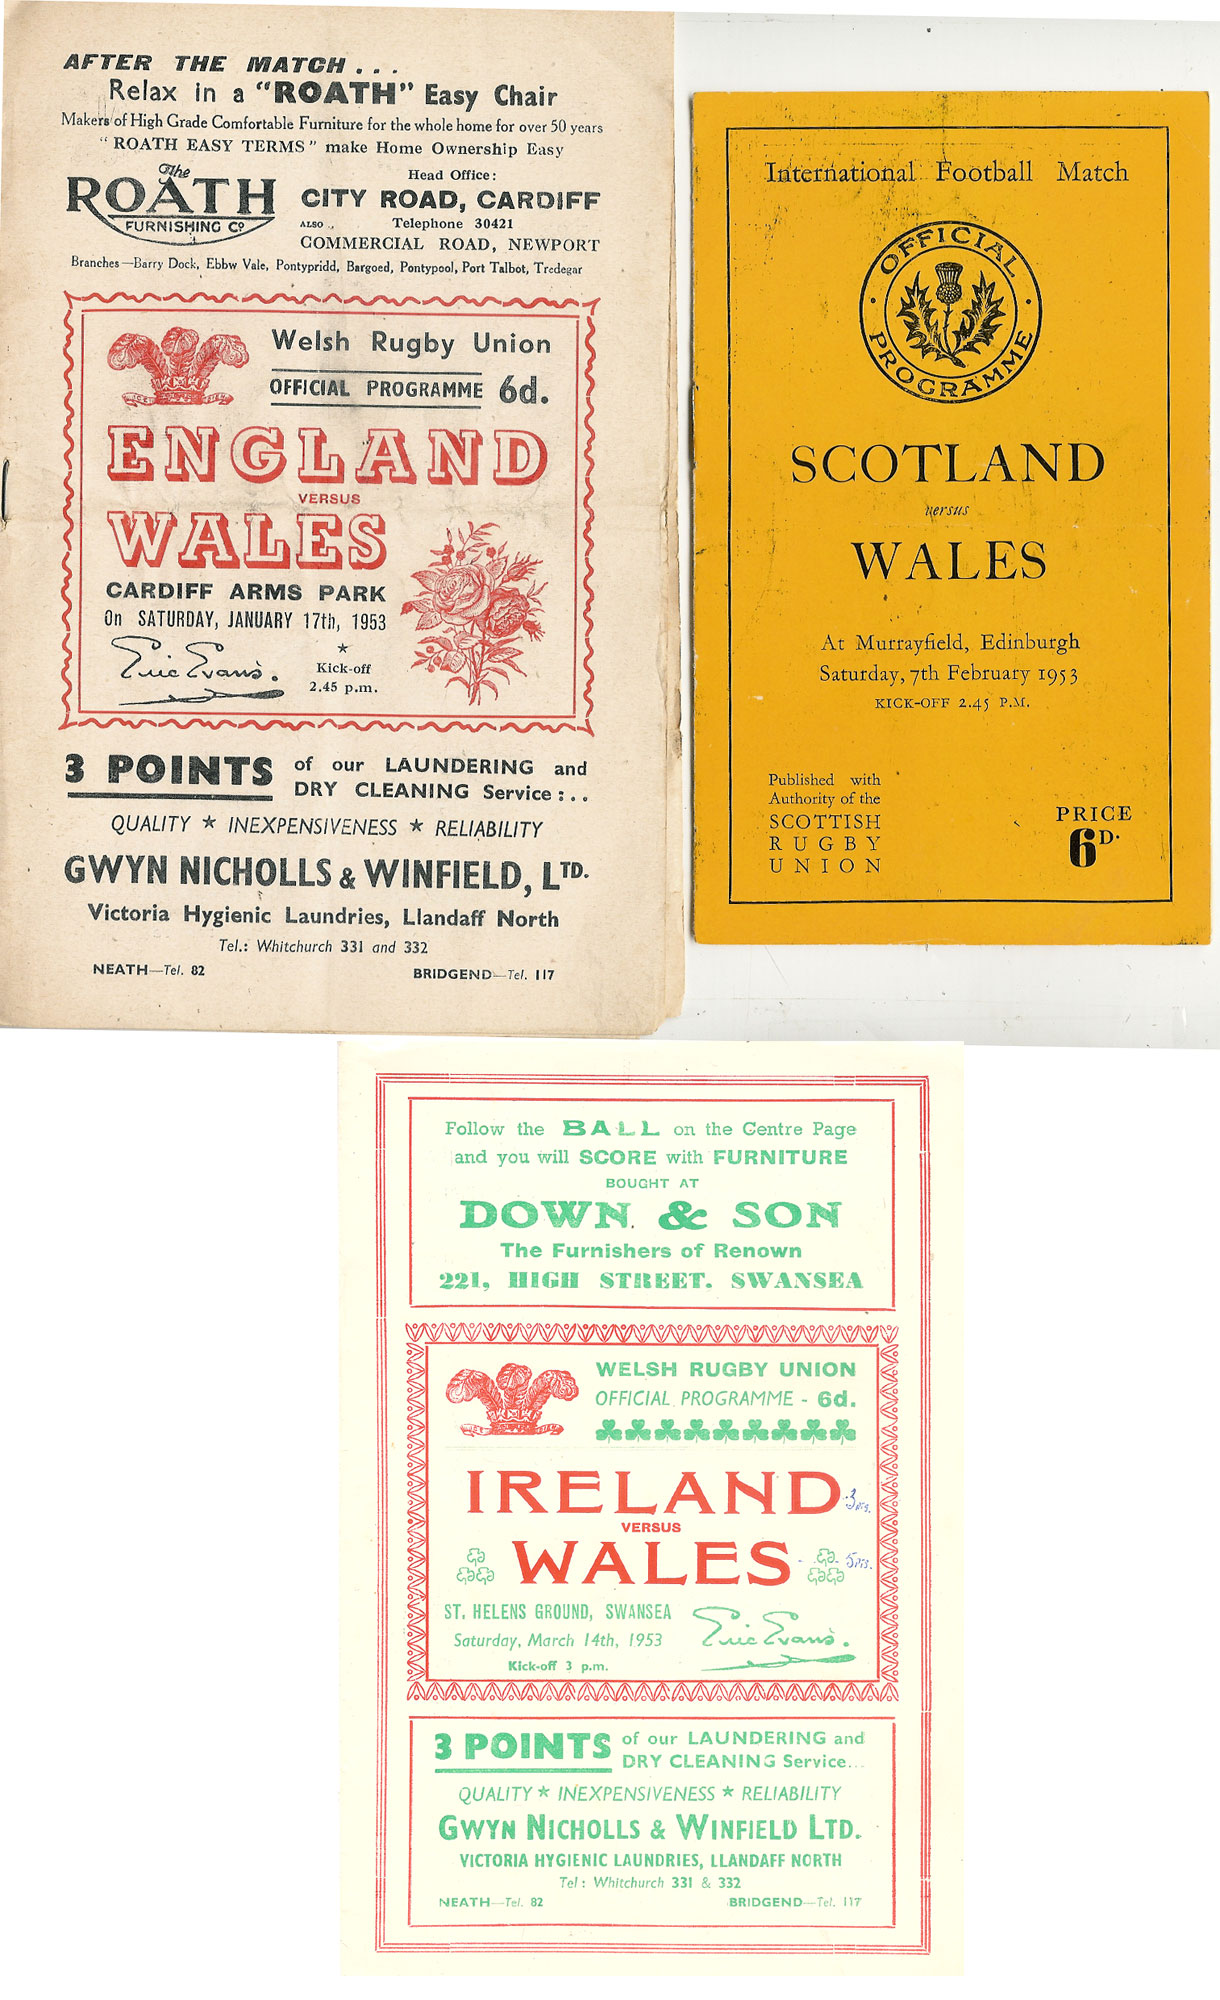 AFTER THE MATCH . . .
Relax in a "ROATH" Easy Chair
Makers of High Grade Comfortable Furniture for the whole home for over 50 years
"ROATH EASY TERMS" make Home Ownership Easy
The
ROATH
FURNISHING Co
Head Office:
CITY ROAD, CARDIFF
ALSO Telephone 30421
COMMERCIAL ROAD, NEWPORT
Branches—Barry Dock, Ebbw Vale, Pontypridd, Bargoed, Pontypool, Port Talbot, Tredegar
Welsh Rugby Union
OFFICIAL PROGRAMME 6d.
ENGLAND
VERSUS
WALES
CARDIFF ARMS PARK
On SATURDAY, JANUARY 17th, 1953
Eric Evans.
Kick-off
2.45 p.m.
3 POINTS of our LAUNDERING and
DRY CLEANING Service : . .
QUALITY ★ INEXPENSIVENESS ★ RELIABILITY
GWYN NICHOLLS & WINFIELD, LTD.
Victoria Hygienic Laundries, Llandaff North
Tel.: Whitchurch 331 and 332
NEATH—Tel. 82 BRIDGEND—Tel. 117
International Football Match
OFFICIAL PROGRAMME
SCOTLAND
versus
WALES
At Murrayfield, Edinburgh
Saturday, 7th February 1953
KICK-OFF 2.45 P.M.
Published with
Authority of the
SCOTTISH
RUGBY
UNION
PRICE
6D.
Follow the BALL on the Centre Page
and you will SCORE with FURNITURE
BOUGHT AT
DOWN & SON
The Furnishers of Renown
221, HIGH STREET. SWANSEA
WELSH RUGBY UNION
OFFICIAL PROGRAMME - 6d.
IRELAND 3 pts.
VERSUS
WALES - 5 pts.
ST. HELENS GROUND, SWANSEA
Saturday, March 14th, 1953
Kick-off 3 p.m.
Eric Evans.
3 POINTS of our LAUNDERING and
DRY CLEANING Service...
QUALITY ★ INEXPENSIVENESS ★ RELIABILITY
GWYN NICHOLLS & WINFIELD LTD.
VICTORIA HYGIENIC LAUNDRIES, LLANDAFF NORTH
Tel : Whitchurch 331 & 332
NEATH—Tel. 82 BRIDGEND—Tel. 117